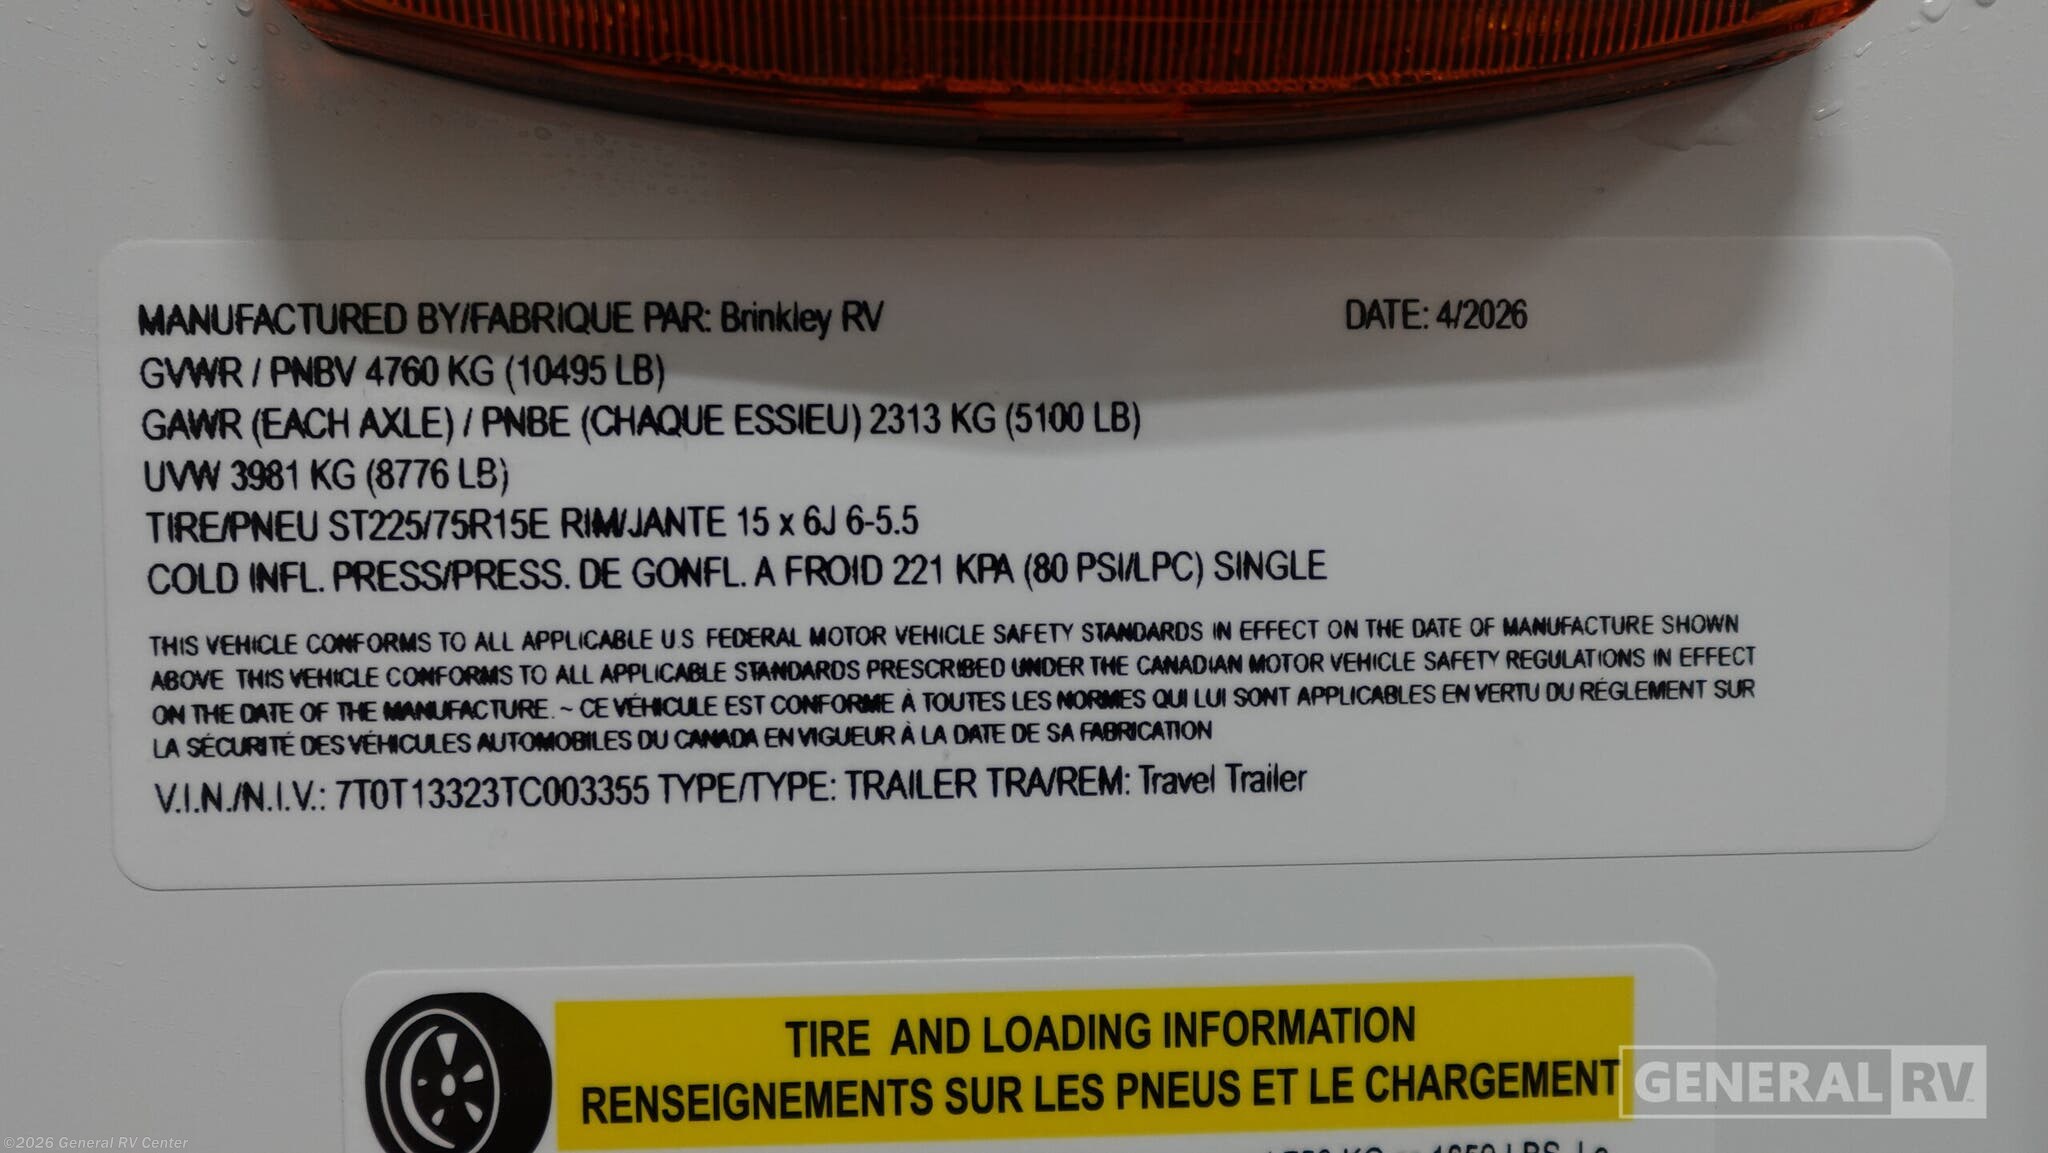 MANUFACTURED BY/FABRIQUE PAR: Brinkley RV DATE: 4/2026
GVWR / PNBV 4760 KG (10495 LB)
GAWR (EACH AXLE) / PNBE (CHAQUE ESSIEU) 2313 KG (5100 LB)
UVW 3981 KG (8776 LB)
TIRE/PNEU ST225/75R15E RIM/JANTE 15 x 6J 6-5.5
COLD INFL. PRESS/PRESS. DE GONFL. A FROID 221 KPA (80 PSI/LPC) SINGLE
THIS VEHICLE CONFORMS TO ALL APPLICABLE U.S FEDERAL MOTOR VEHICLE SAFETY STANDARDS IN EFFECT ON THE DATE OF MANUFACTURE SHOWN
ABOVE THIS VEHICLE CONFORMS TO ALL APPLICABLE STANDARDS PRESCRIBED UNDER THE CANADIAN MOTOR VEHICLE SAFETY REGULATIONS IN EFFECT
ON THE DATE OF THE MANUFACTURE. ~ CE VÉHICULE EST CONFORME À TOUTES LES NORMES QUI LUI SONT APPLICABLES EN VERTU DU RÉGLEMENT SUR
LA SÉCURITÉ DES VÉHICULES AUTOMOBILES DU CANADA EN VIGUEUR À LA DATE DE SA FABRICATION
V.I.N./N.I.V.: 7T0T13323TC003355 TYPE/TYPE: TRAILER TRA/REM: Travel Trailer
TIRE AND LOADING INFORMATION
RENSEIGNEMENTS SUR LES PNEUS ET LE CHARGEMENT
GENERAL RV
©2026 General RV Center